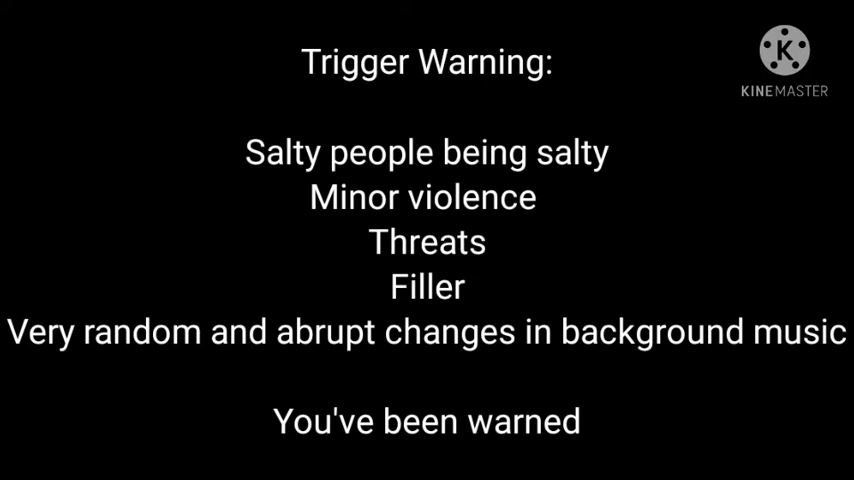 Trigger Warning:
K
KINEMASTER
Salty people being salty
Minor violence
Threats
Filler
Very random and abrupt changes in background music
You've been warned